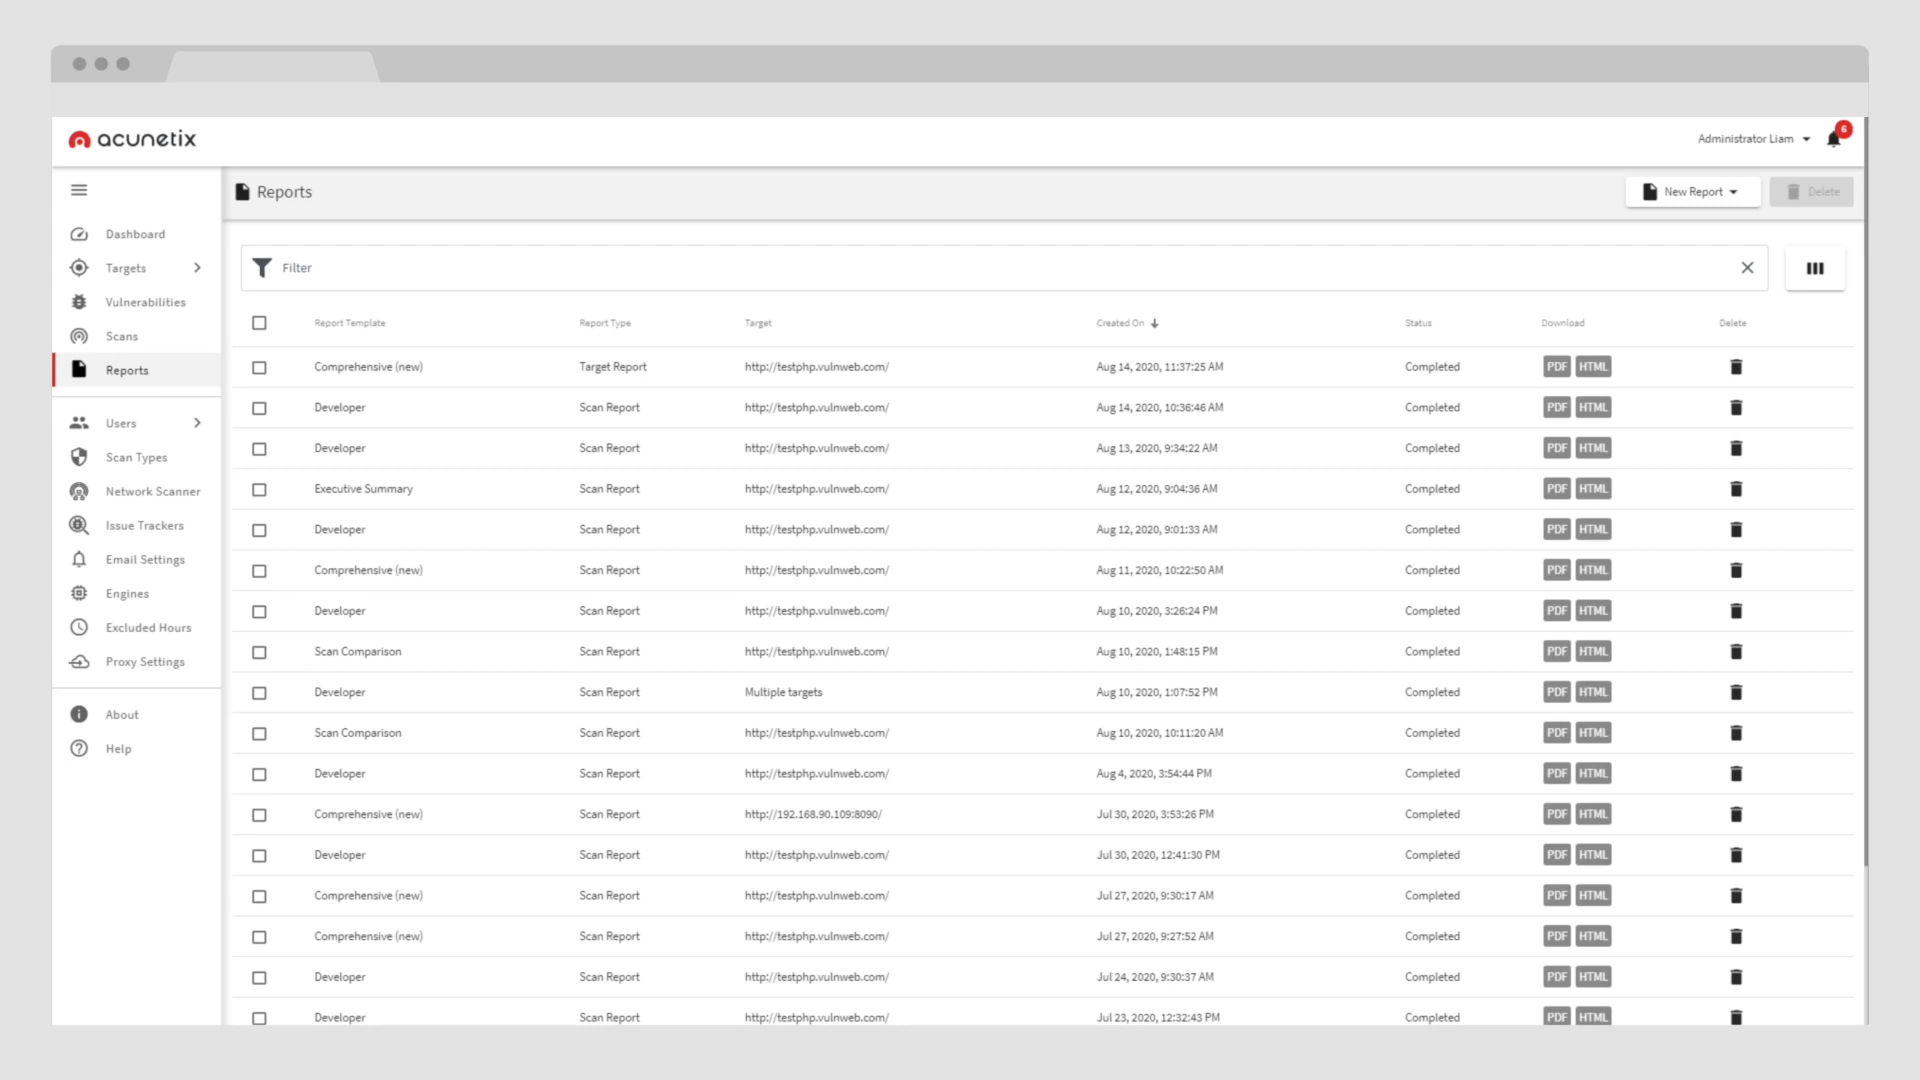 acunetix
Administrator Liam 6
Reports
New Report Delete
Dashboard
Targets
Vulnerabilities
Scans
Reports
Users
Scan Types
Network Scanner
Issue Trackers
Email Settings
Engines
Excluded Hours
Proxy Settings
About
Help
Filter
Report Template Report Type Target Created On Status Download Delete
Comprehensive (new) Target Report http://testphp.vulnweb.com/ Aug 14, 2020, 11:37:25 AM Completed PDF HTML
Developer Scan Report http://testphp.vulnweb.com/ Aug 14, 2020, 10:36:46 AM Completed PDF HTML
Developer Scan Report http://testphp.vulnweb.com/ Aug 13, 2020, 9:34:22 AM Completed PDF HTML
Executive Summary Scan Report http://testphp.vulnweb.com/ Aug 12, 2020, 9:04:36 AM Completed PDF HTML
Developer Scan Report http://testphp.vulnweb.com/ Aug 12, 2020, 9:01:33 AM Completed PDF HTML
Comprehensive (new) Scan Report http://testphp.vulnweb.com/ Aug 11, 2020, 10:22:50 AM Completed PDF HTML
Developer Scan Report http://testphp.vulnweb.com/ Aug 10, 2020, 3:26:24 PM Completed PDF HTML
Scan Comparison Scan Report http://testphp.vulnweb.com/ Aug 10, 2020, 1:48:15 PM Completed PDF HTML
Developer Scan Report Multiple targets Aug 10, 2020, 1:07:52 PM Completed PDF HTML
Scan Comparison Scan Report http://testphp.vulnweb.com/ Aug 10, 2020, 10:11:20 AM Completed PDF HTML
Developer Scan Report http://testphp.vulnweb.com/ Aug 4, 2020, 3:54:44 PM Completed PDF HTML
Comprehensive (new) Scan Report http://192.168.90.109:8090/ Jul 30, 2020, 3:53:26 PM Completed PDF HTML
Developer Scan Report http://testphp.vulnweb.com/ Jul 30, 2020, 12:41:30 PM Completed PDF HTML
Comprehensive (new) Scan Report http://testphp.vulnweb.com/ Jul 27, 2020, 9:30:17 AM Completed PDF HTML
Comprehensive (new) Scan Report http://testphp.vulnweb.com/ Jul 27, 2020, 9:27:52 AM Completed PDF HTML
Developer Scan Report http://testphp.vulnweb.com/ Jul 24, 2020, 9:30:37 AM Completed PDF HTML
Developer Scan Report http://testphp.vulnweb.com/ Jul 23, 2020, 12:32:43 PM Completed PDF HTML